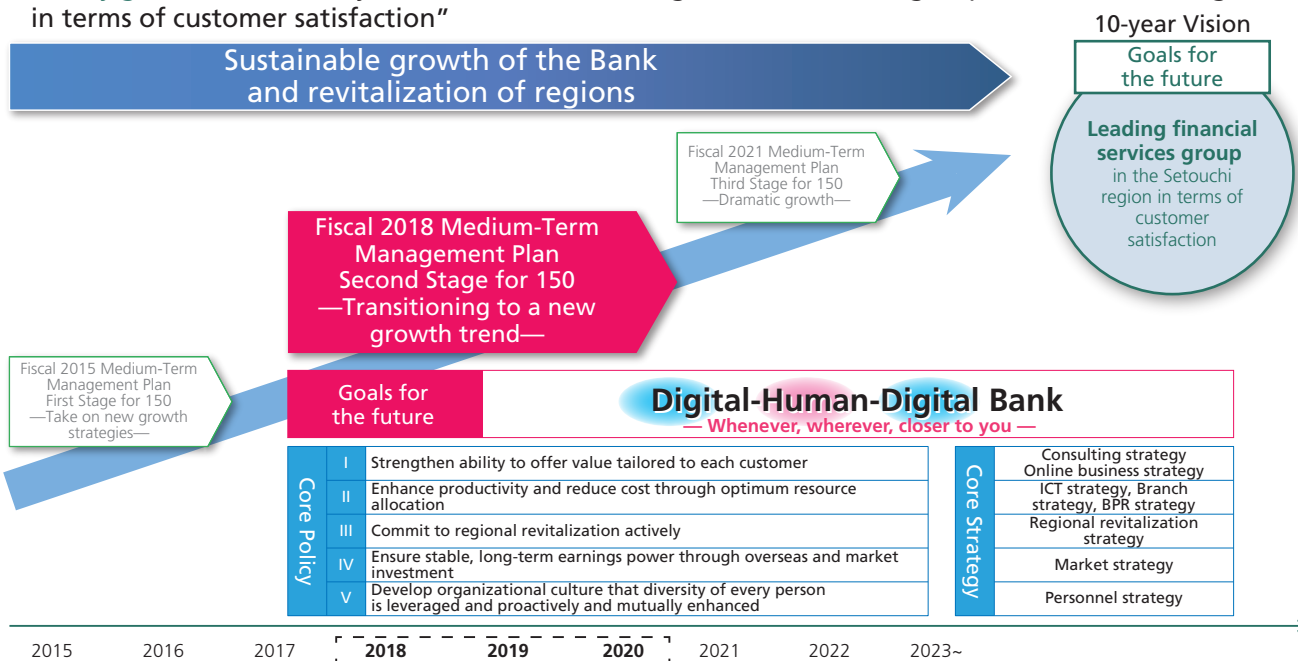 in terms of customer satisfaction”
10-year Vision
Goals for
the future
Leading financial
services group
in the Setouchi
region in terms of
customer
satisfaction
Sustainable growth of the Bank
and revitalization of regions
Fiscal 2021 Medium-Term
Management Plan
Third Stage for 150
—Dramatic growth—
Fiscal 2018 Medium-Term
Management Plan
Second Stage for 150
—Transitioning to a new
growth trend—
Fiscal 2015 Medium-Term
Management Plan
First Stage for 150
—Take on new growth
strategies—
Goals for
the future
Digital-Human-Digital Bank
— Whenever, wherever, closer to you —
Core Policy
I Strengthen ability to offer value tailored to each customer
II Enhance productivity and reduce cost through optimum resource
allocation
III Commit to regional revitalization actively
IV Ensure stable, long-term earnings power through overseas and market
investment
V Develop organizational culture that diversity of every person
is leveraged and proactively and mutually enhanced
Core Strategy
Consulting strategy
Online business strategy
ICT strategy, Branch
strategy, BPR strategy
Regional revitalization
strategy
Market strategy
Personnel strategy
2015 2016 2017 2018 2019 2020 2021 2022 2023~